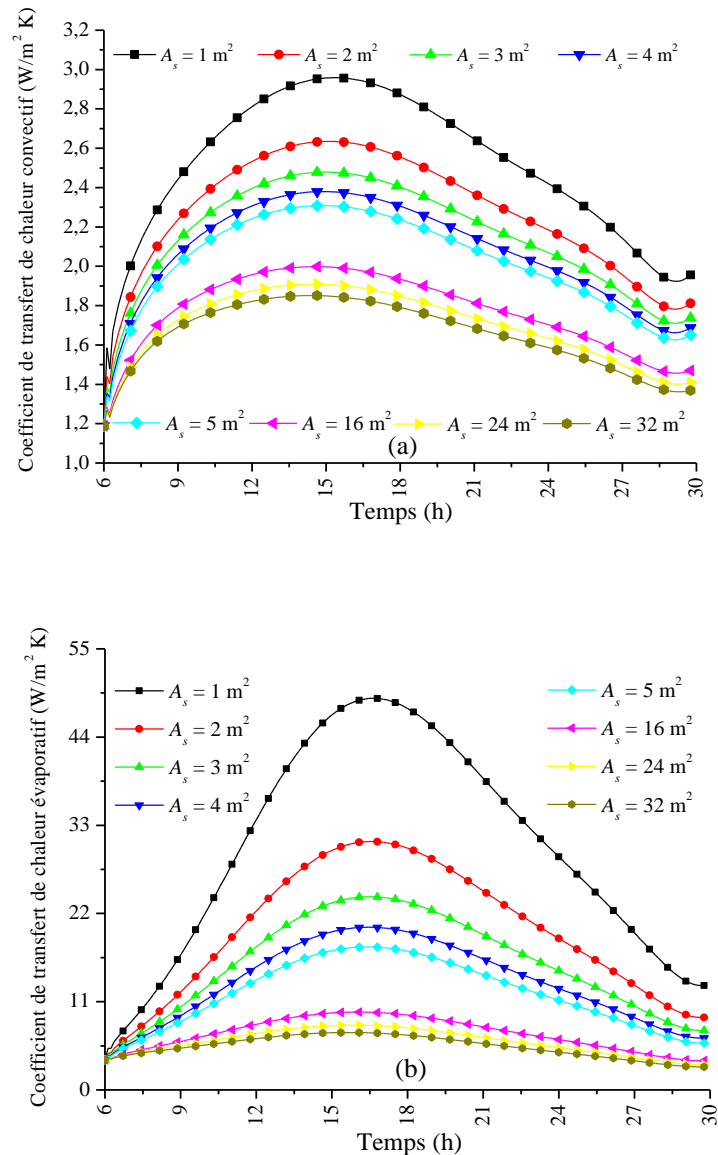 Coefficient de transfert de chaleur convectif (W/m² K)
3,2
3,0
2,8
2,6
2,4
2,2
2,0
1,8
1,6
1,4
1,2
1,0
A_s = 1 m² A_s = 2 m² A_s = 3 m² A_s = 4 m²
A_s = 5 m² A_s = 16 m² A_s = 24 m² A_s = 32 m²
(a)
6 9 12 15 18 21 24 27 30
Temps (h)
Coefficient de transfert de chaleur évaporatif (W/m² K)
55
44
33
22
11
0
A_s = 1 m²
A_s = 2 m²
A_s = 3 m²
A_s = 4 m²
A_s = 5 m²
A_s = 16 m²
A_s = 24 m²
A_s = 32 m²
(b)
6 9 12 15 18 21 24 27 30
Temps (h)